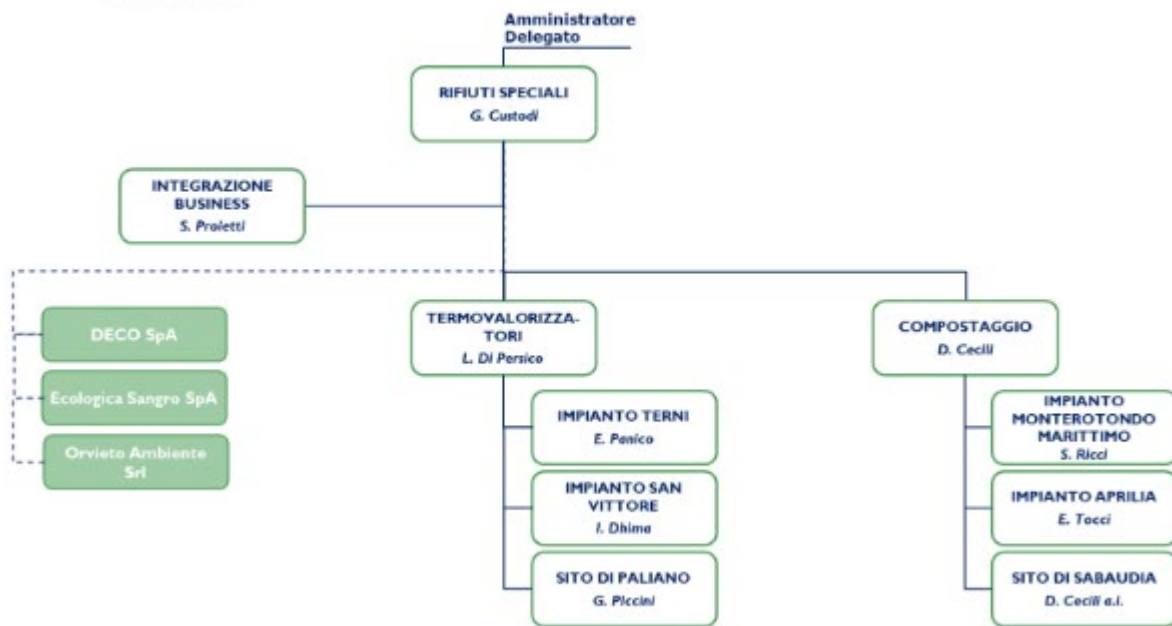 Amministratore
Delegato
RIFIUTI SPECIALI
G. Custodi
INTEGRAZIONE
BUSINESS
S. Proietti
DECO SpA
Ecologica Sangro SpA
Orvieto Ambiente
Srl
TERMOVALORIZZA-
TORI
L. Di Persico
IMPIANTO TERNI
E. Panico
IMPIANTO SAN
VITTORE
I. Dhima
SITO DI PALIANO
G. Piccini
COMPOSTAGGIO
D. Cecili
IMPIANTO
MONTEROTONDO
MARITTIMO
S. Ricci
IMPIANTO APRILIA
E. Tocci
SITO DI SABAUDIA
D. Cecili a.i.